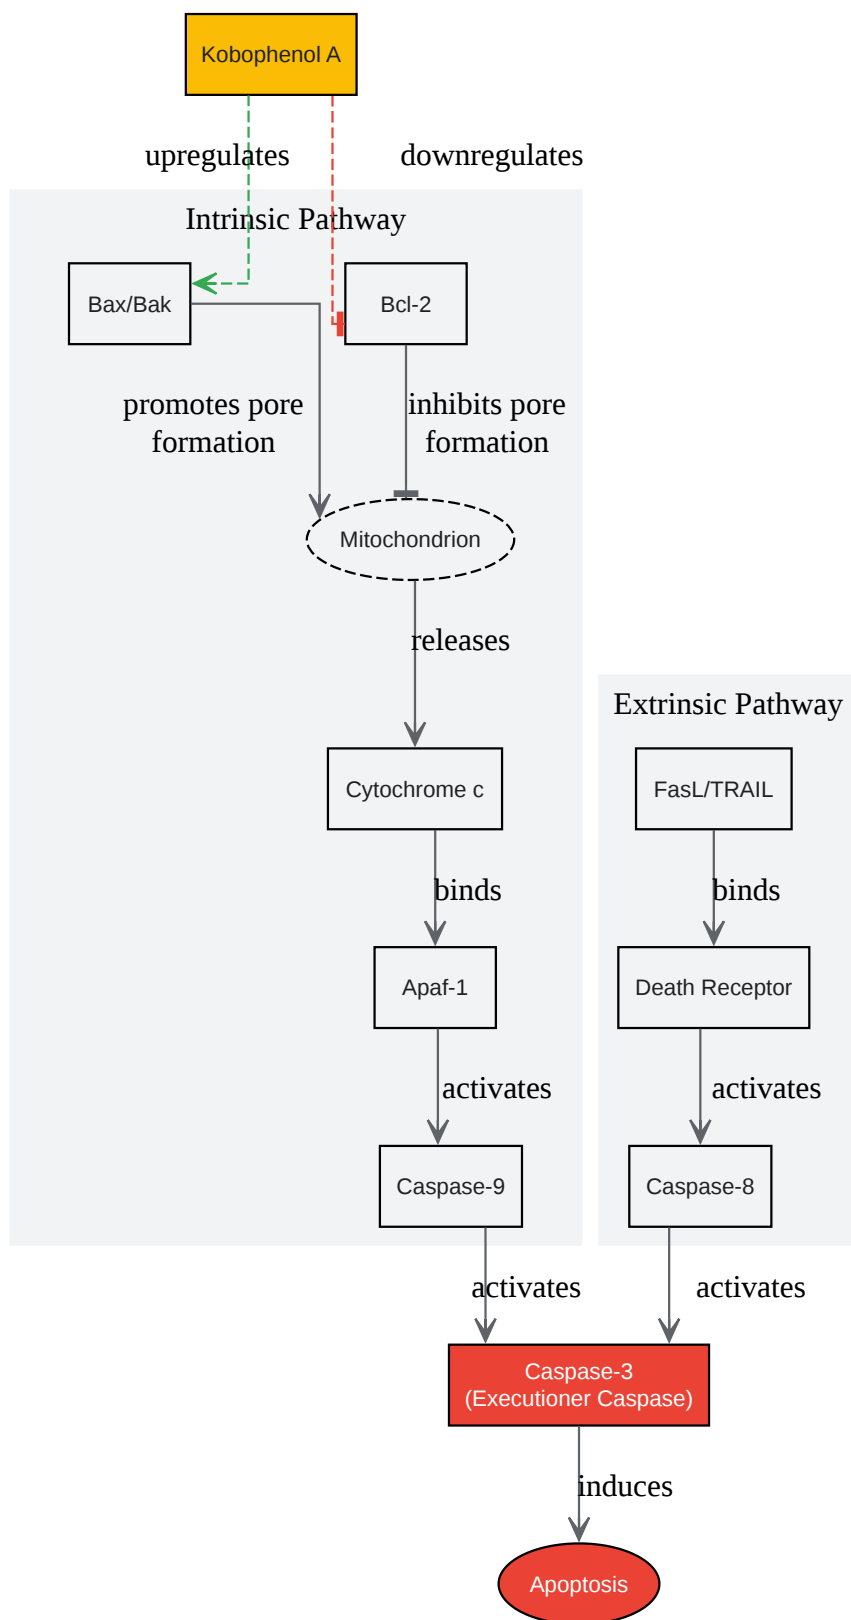 Kobophenol A
upregulates
downregulates
Intrinsic Pathway
Bax/Bak
Bcl-2
promotes pore
formation
inhibits pore
formation
Mitochondrion
releases
Extrinsic Pathway
Cytochrome c
FasL/TRAIL
binds
binds
Apaf-1
Death Receptor
activates
activates
Caspase-9
Caspase-8
activates
activates
Caspase-3
(Executioner Caspase)
induces
Apoptosis